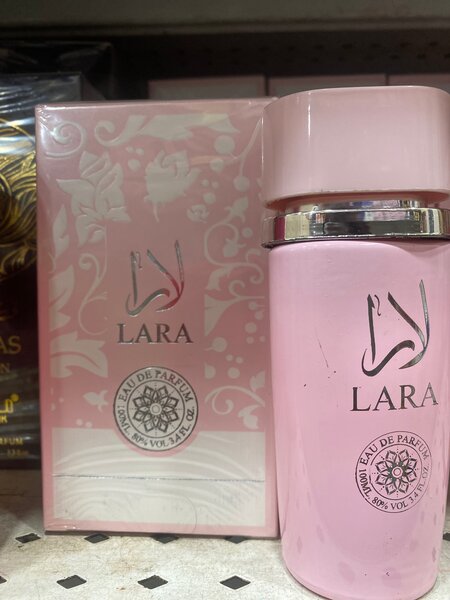 لارا
LARA
EAU DE PARFUM
100ML. 80% VOL 3.4 FL. OZ.
لارا
LARA
EAU DE PARFUM
100ML. 80% VOL 3.4 FL. OZ.
AS